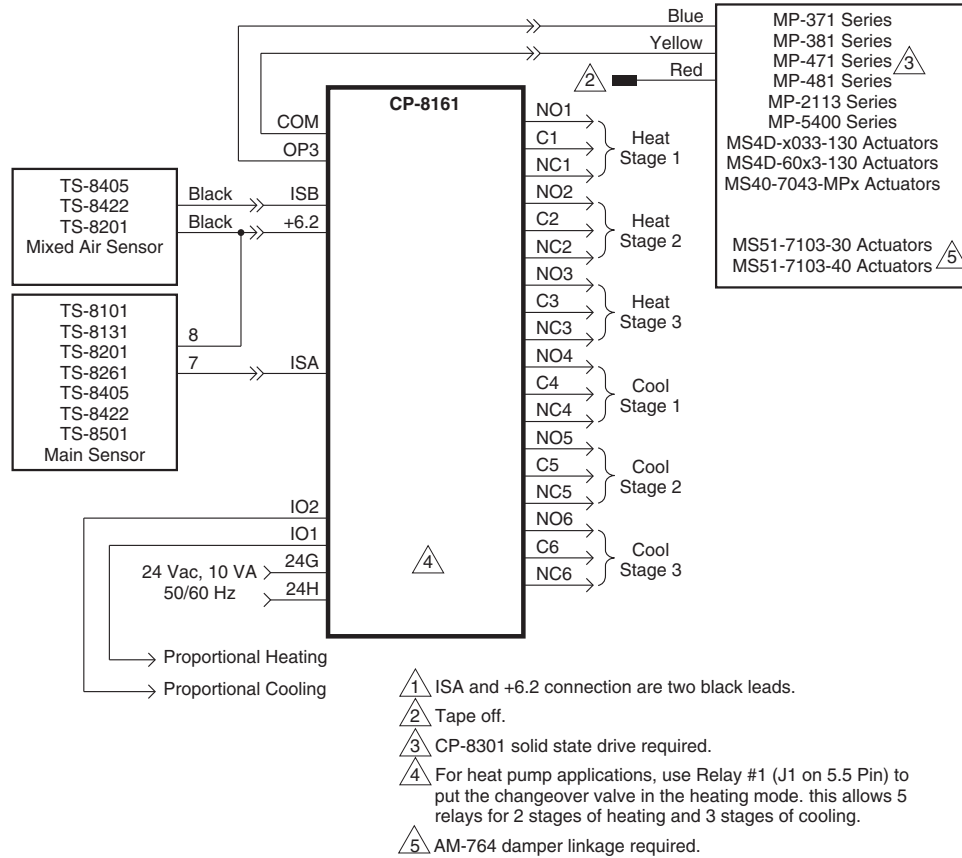 Blue
Yellow
Red
2
MP-371 Series
MP-381 Series
MP-471 Series
3
MP-481 Series
MP-2113 Series
MP-5400 Series
MS4D-x033-130 Actuators
MS4D-60x3-130 Actuators
MS40-7043-MPx Actuators
MS51-7103-30 Actuators
MS51-7103-40 Actuators
5
CP-8161
COM
OP3
ISB
+6.2
ISA
IO2
IO1
24G
24H
4
TS-8405
TS-8422
TS-8201
Mixed Air Sensor
Black
Black
TS-8101
TS-8131
TS-8201
TS-8261
TS-8405
TS-8422
TS-8501
Main Sensor
8
7
24 Vac, 10 VA
50/60 Hz
Proportional Heating
Proportional Cooling
NO1
C1
NC1
Heat
Stage 1
NO2
C2
NC2
Heat
Stage 2
NO3
C3
NC3
Heat
Stage 3
NO4
C4
NC4
Cool
Stage 1
NO5
C5
NC5
Cool
Stage 2
NO6
C6
NC6
Cool
Stage 3
1 ISA and +6.2 connection are two black leads.
2 Tape off.
3 CP-8301 solid state drive required.
4 For heat pump applications, use Relay #1 (J1 on 5.5 Pin) to
put the changeover valve in the heating mode. this allows 5
relays for 2 stages of heating and 3 stages of cooling.
5 AM-764 damper linkage required.